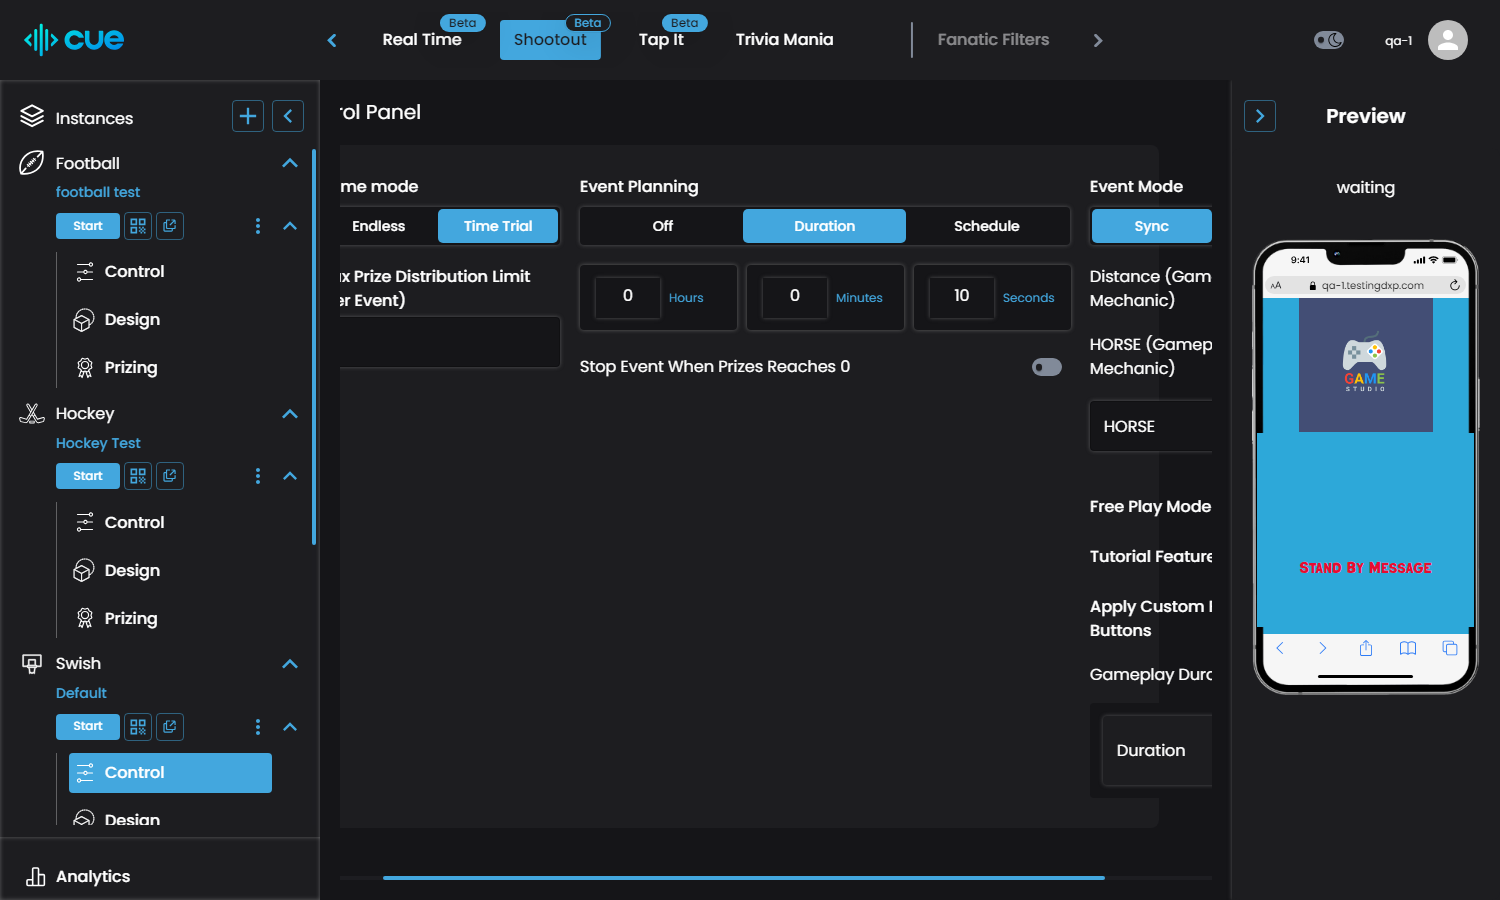 cue
Real Time
Beta
Shootout
Beta
Tap It
Beta
Trivia Mania
Fanatic Filters
qa-1
Instances
Football
football test
Start
Control
Design
Prizing
Hockey
Hockey Test
Start
Control
Design
Prizing
Swish
Default
Start
Control
Design
Analytics
rol Panel
me mode
Endless
Time Trial
x Prize Distribution Limit
er Event)
Event Planning
Off
Duration
Schedule
0 Hours
0 Minutes
10 Seconds
Stop Event When Prizes Reaches 0
Event Mode
Sync
Distance (Gam
Mechanic)
HORSE (Gamep
Mechanic)
HORSE
Free Play Mode
Tutorial Feature
Apply Custom
Buttons
Gameplay Dura
Duration
Preview
waiting
9:41
AA
qa-1.testingdxp.com
GAME
STUDIO
Stand By Message